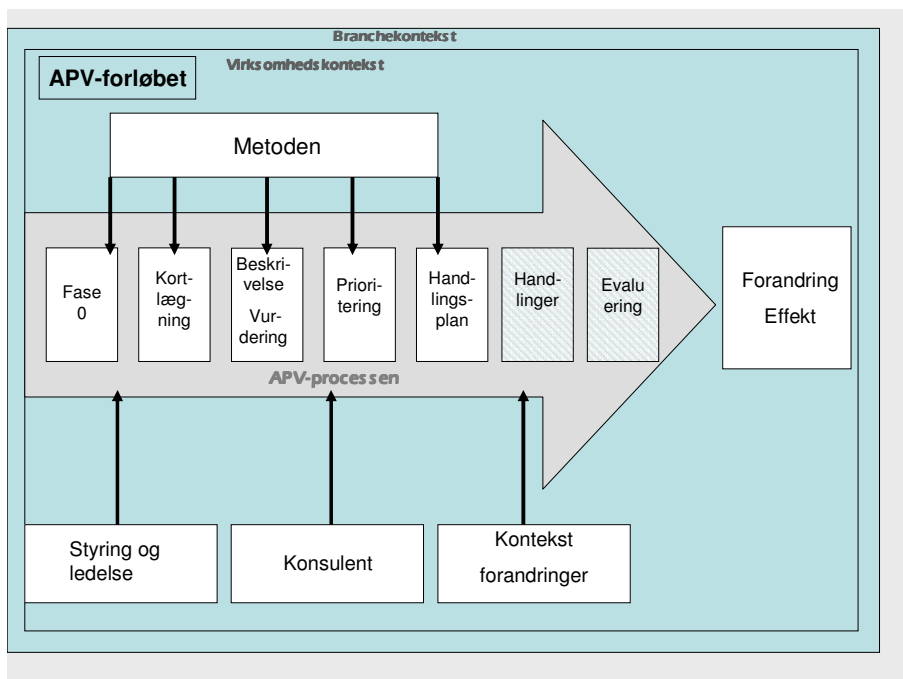 Branchekontekst
Virksomhedskontekst
APV-forløbet
Metoden
Fase
0
Kort-
læg-
ning
Beskri-
velse
Vur-
dering
Priori-
tering
Hand-
lings-
plan
Hand-
linger
Evalu
ering
Forandring
Effekt
APV-processen
Styring og
ledelse
Konsulent
Kontekst
forandringer